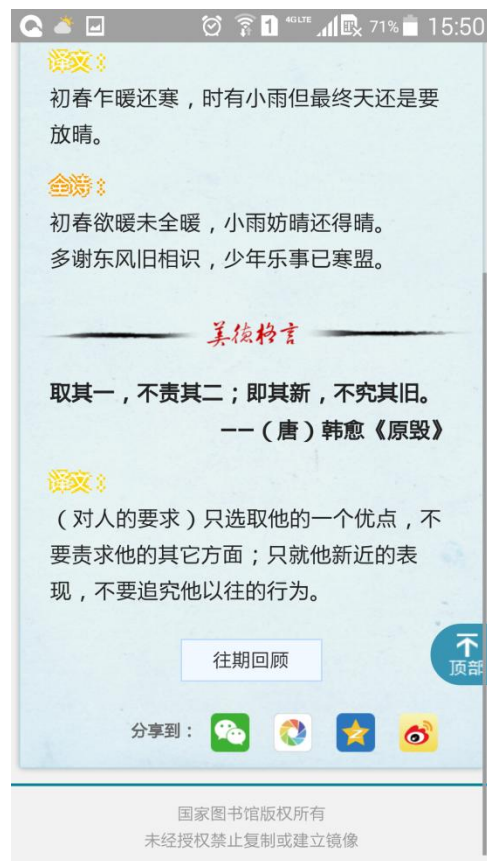 4G LTE 71% 15:50
译文：
初春乍暖还寒，时有小雨但最终天还是要
放晴。
全诗：
初春欲暖未全暖，小雨妨晴还得晴。
多谢东风旧相识，少年乐事已寒盟。
美德格言
取其一，不责其二；即其新，不究其旧。
——（唐）韩愈《原毁》
译文：
（对人的要求）只选取他的一个优点，不
要责求他的其它方面；只就他新近的表
现，不要追究他以往的行为。
往期回顾
顶部
分享到：
国家图书馆版权所有
未经授权禁止复制或建立镜像